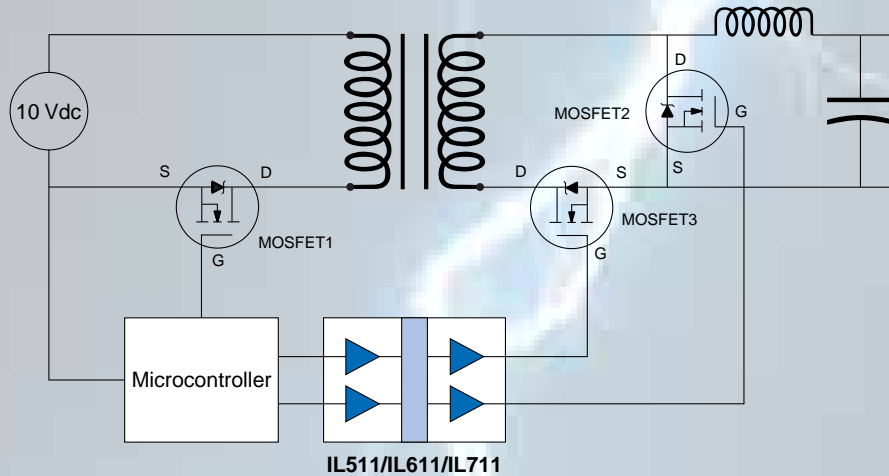 D
10 Vdc
MOSFET2
G
S
D
D
S
S
MOSFET3
MOSFET1
G
G
Microcontroller
IL511/IL611/IL711